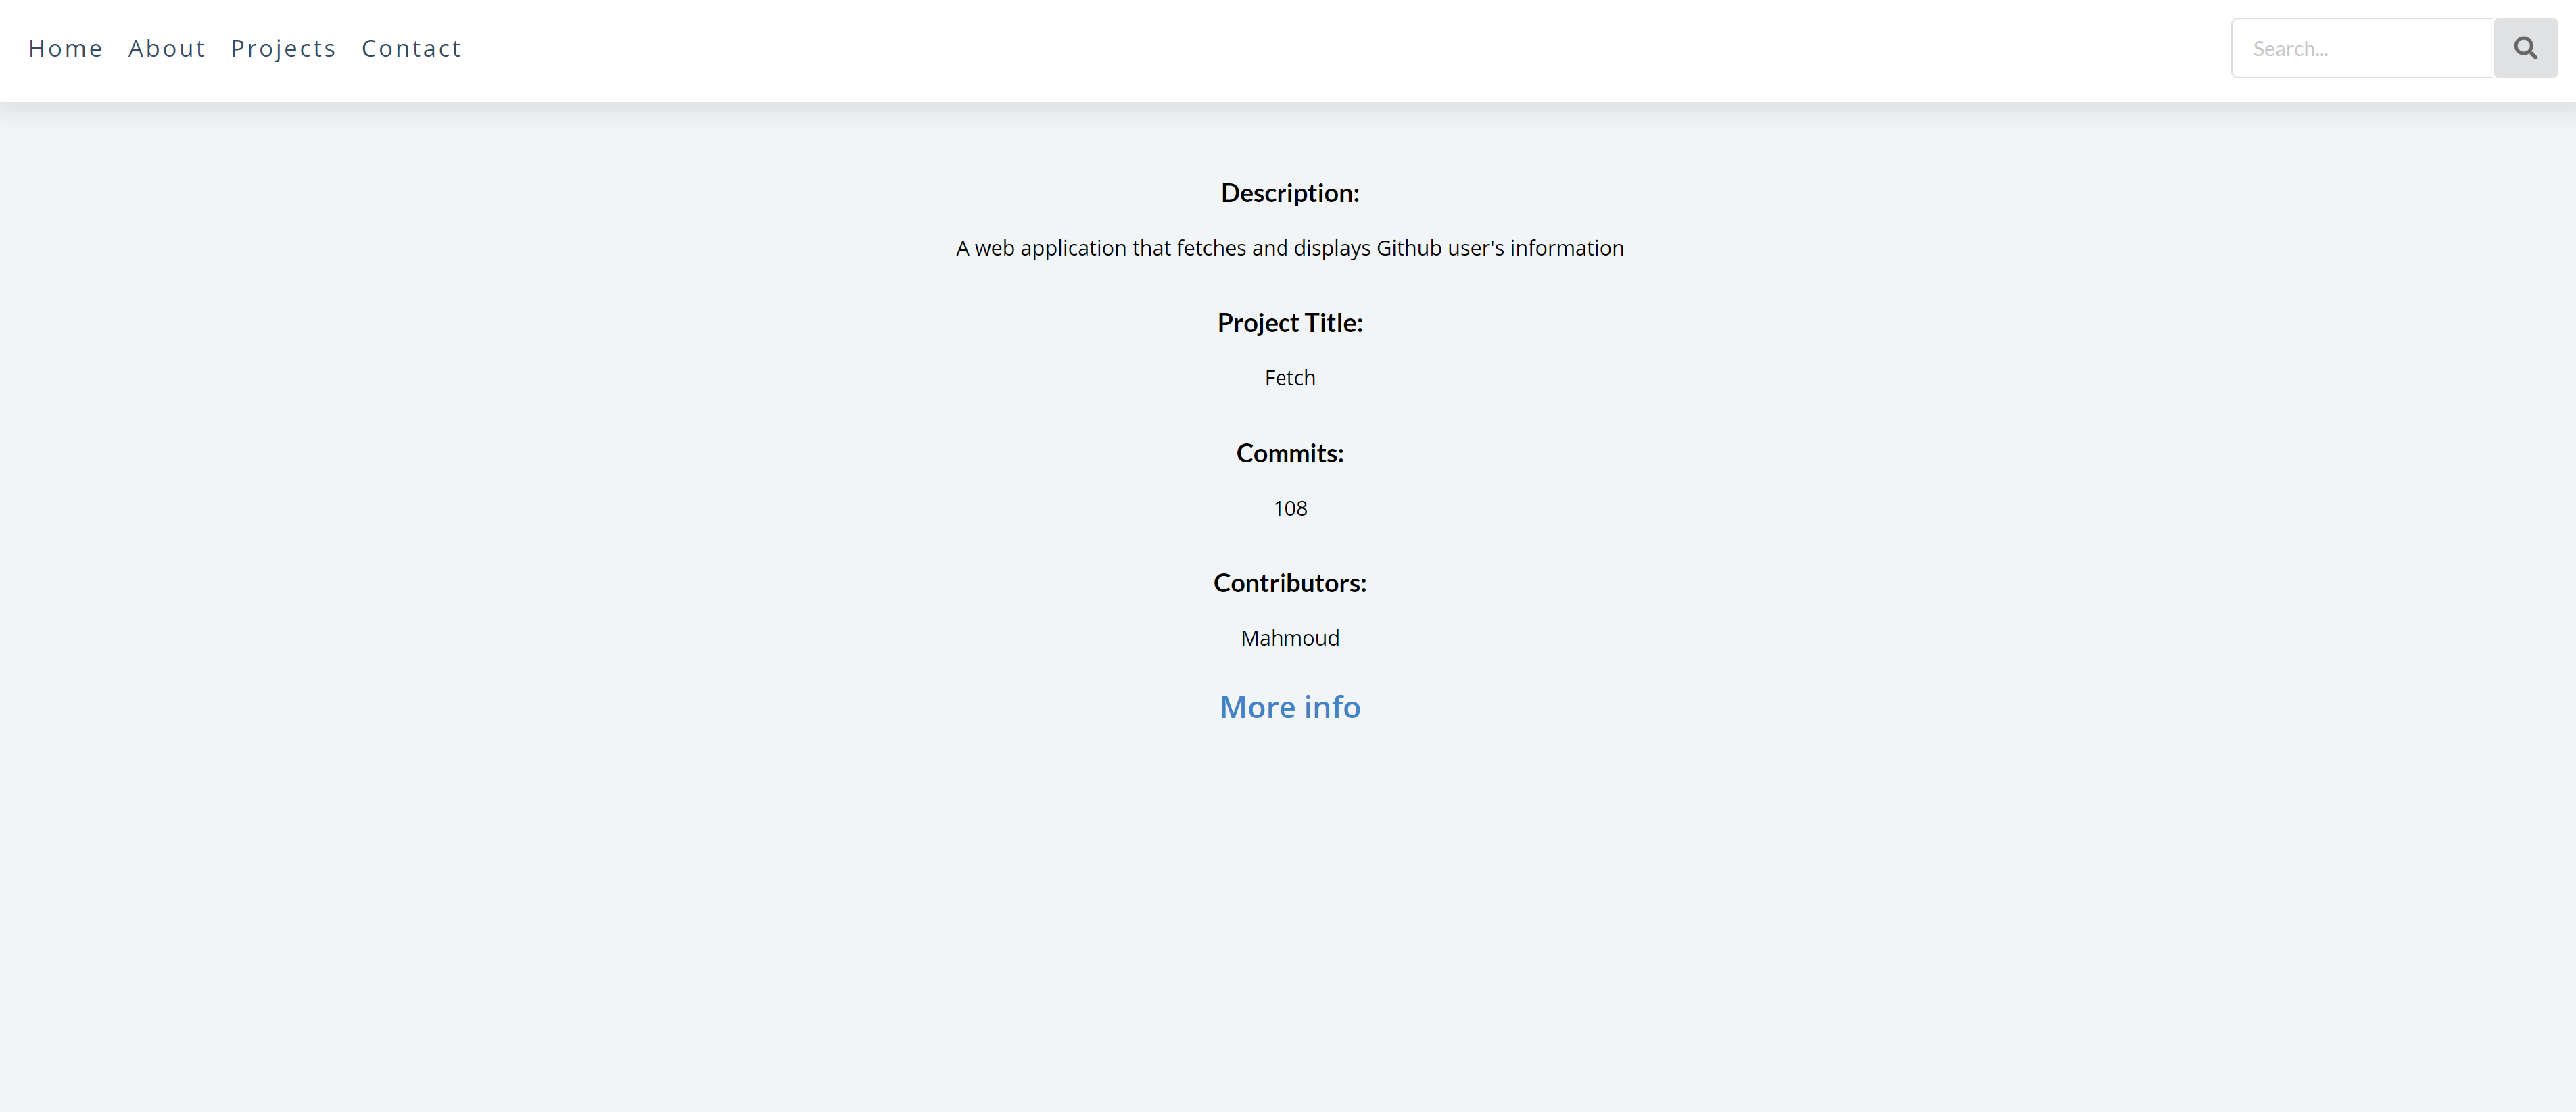 Home About Projects Contact Search...
Description:
A web application that fetches and displays Github user's information
Project Title:
Fetch
Commits:
108
Contributors:
Mahmoud
More info